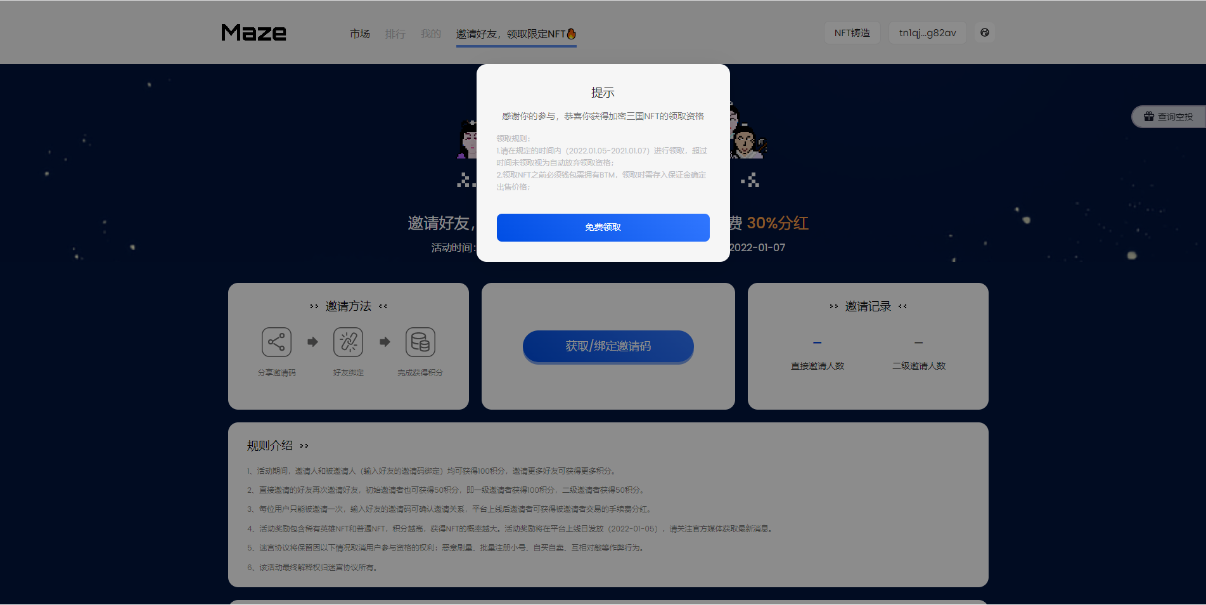 Maze
市场 排行 我的 邀请好友，领取限定NFT🔥
NFT铸造 tn1qj...g82av
查询空投
提示
感谢你的参与，恭喜你获得加密三国NFT的领取资格
领取规则：
1.请在规定的时间内（2022.01.05-2021.01.07）进行领取，超过
时间未领取视为自动放弃领取资格；
2.领取NFT之前必须钱包需拥有BTM，领取时需存入保证金确定
出售价格；
免费领取
邀请好友，
费 30%分红
活动时间：
2022-01-07
>> 邀请方法 <<
分享邀请码 好友绑定 完成获得积分
获取/绑定邀请码
>> 邀请记录 <<
直接邀请人数 二级邀请人数
规则介绍 >>
1、活动期间，邀请人和被邀请人（输入好友的邀请码绑定）均可获得100积分，邀请更多好友可获得更多积分。
2、直接邀请的好友再次邀请好友，初始邀请者也可获得50积分，即一级邀请者获得100积分，二级邀请者获得50积分。
3、每位用户只能被邀请一次，输入好友的邀请码可确认邀请关系，平台上线后邀请者可获得被邀请者交易的手续费分红。
4、活动奖励包含稀有英雄NFT和普通NFT，积分越高，获得NFT的概率越大。活动奖励将在平台上线日发放（2022-01-05），请关注官方媒体获取最新消息。
5、迷宫协议将保留因以下情况取消用户参与资格的权利：恶意刷量、批量注册小号、自买自卖、互相对敲等作弊行为。
6、该活动最终解释权归迷宫协议所有。